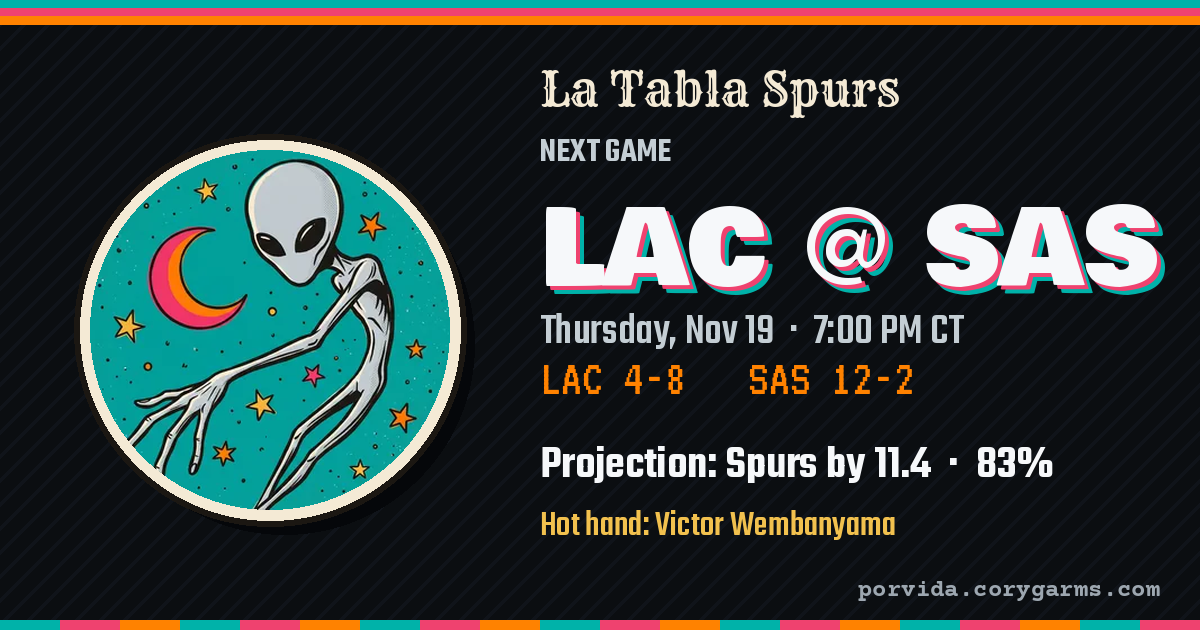 La Tabla Spurs
NEXT GAME
LAC @ SAS
Thursday, Nov 19 · 7:00 PM CT
LAC 4-8 SAS 12-2
Projection: Spurs by 11.4 · 83%
Hot hand: Victor Wembanyama
porvida.corygarms.com